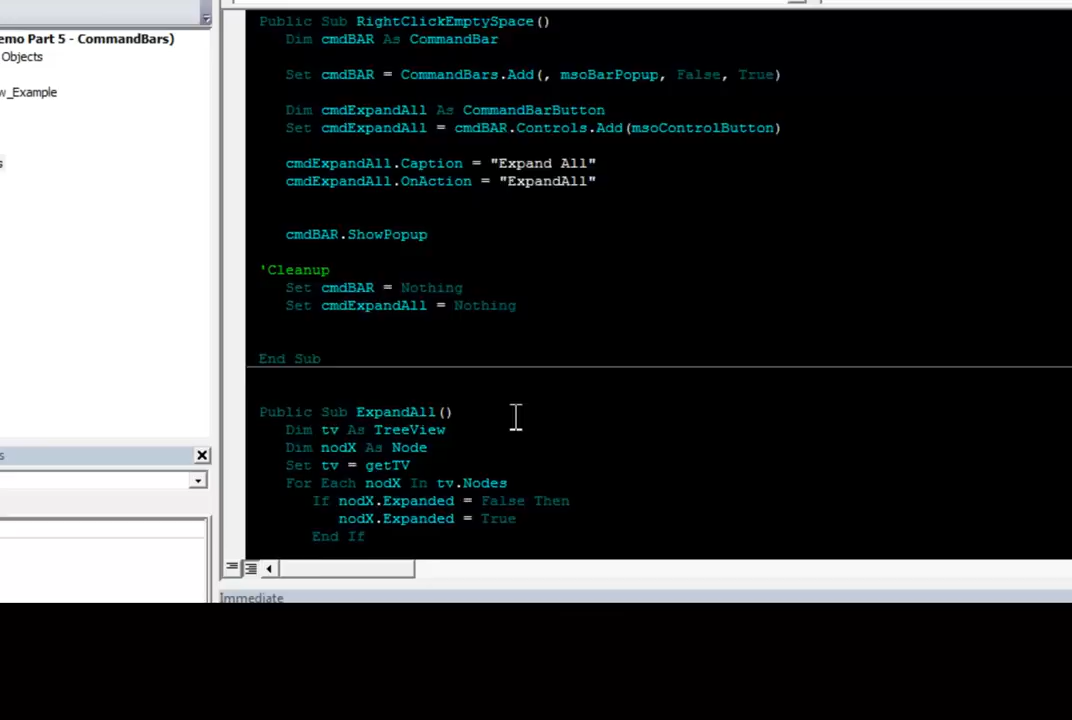 emo Part 5 - CommandBars)
Objects
w_Example
s
s
Public Sub RightClickEmptySpace()
Dim cmdBAR As CommandBar
Set cmdBAR = CommandBars.Add(, msoBarPopup, False, True)
Dim cmdExpandAll As CommandBarButton
Set cmdExpandAll = cmdBAR.Controls.Add(msoControlButton)
cmdExpandAll.Caption = "Expand All"
cmdExpandAll.OnAction = "ExpandAll"
cmdBAR.ShowPopup
'Cleanup
Set cmdBAR = Nothing
Set cmdExpandAll = Nothing
End Sub
Public Sub ExpandAll()
Dim tv As TreeView
Dim nodX As Node
Set tv = getTV
For Each nodX In tv.Nodes
If nodX.Expanded = False Then
nodX.Expanded = True
End If
Immediate